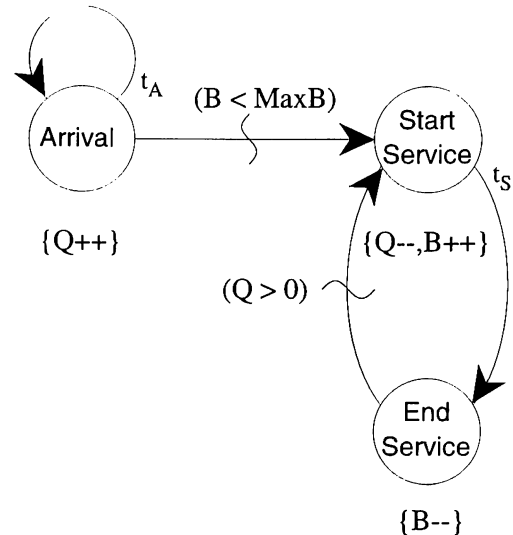 t_A
(B < MaxB)
Arrival
Start
Service
t_S
{Q++}
{Q--,B++}
(Q > 0)
End
Service
{B--}